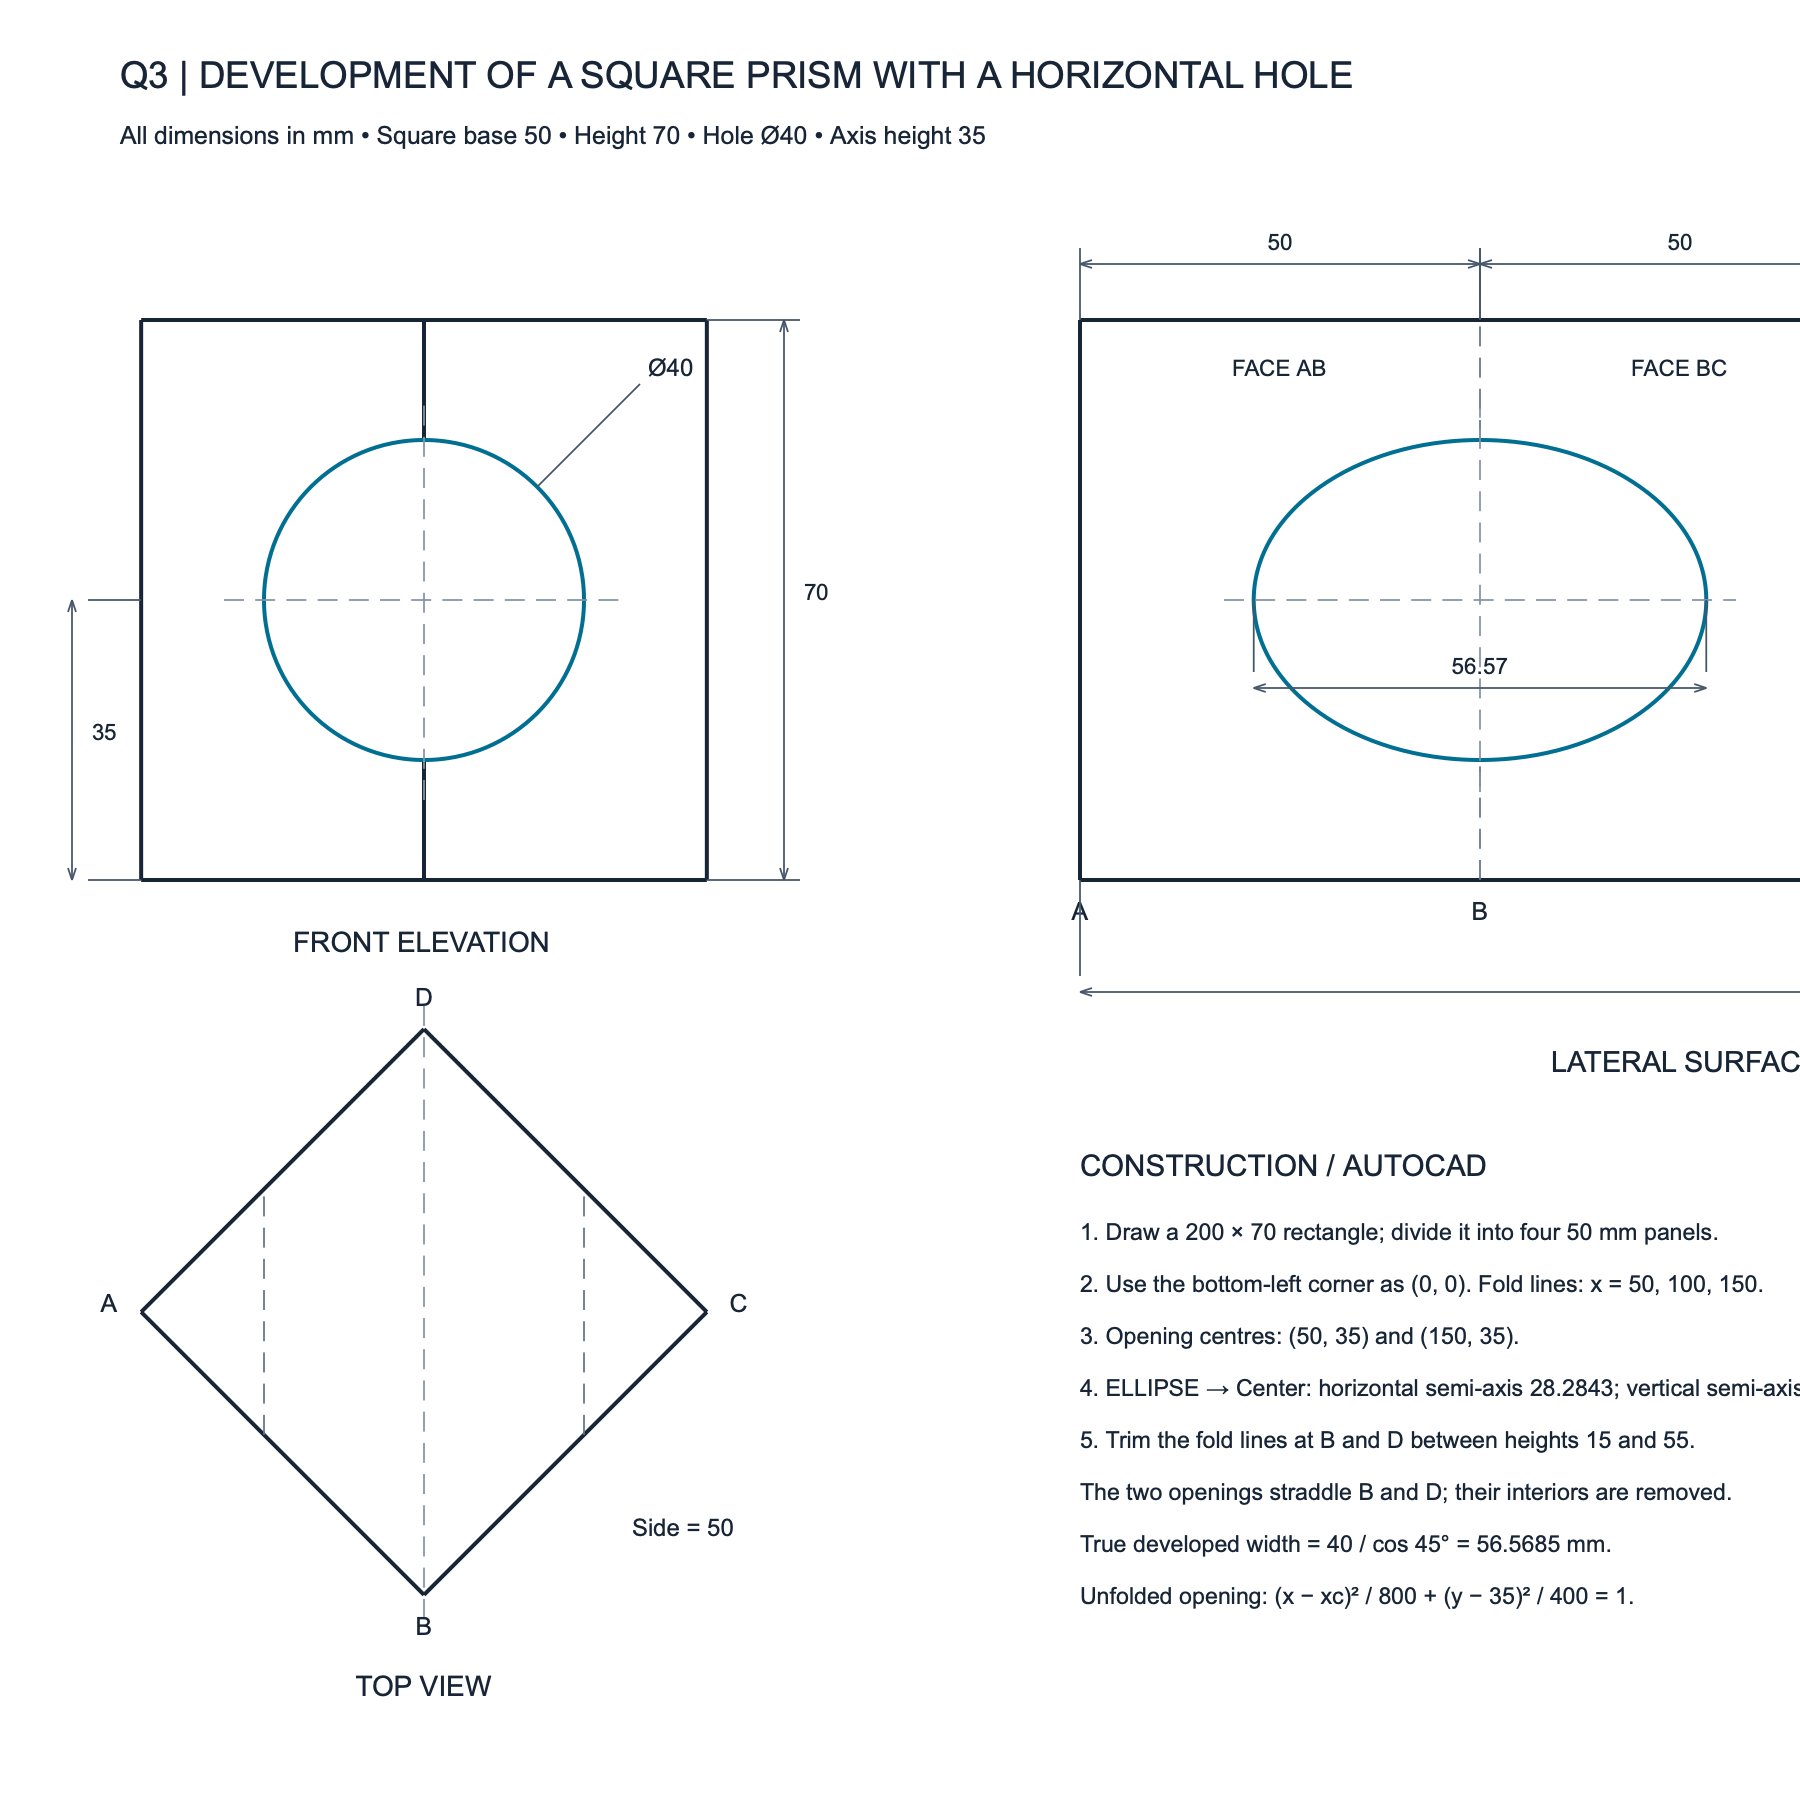 Q3 | DEVELOPMENT OF A SQUARE PRISM WITH A HORIZONTAL HOLE
All dimensions in mm • Square base 50 • Height 70 • Hole Ø40 • Axis height 35
50
50
Ø40
FACE AB
FACE BC
70
56.57
35
A
B
FRONT ELEVATION
D
LATERAL SURFAC
CONSTRUCTION / AUTOCAD
1. Draw a 200 × 70 rectangle; divide it into four 50 mm panels.
2. Use the bottom-left corner as (0, 0). Fold lines: x = 50, 100, 150.
A
C
3. Opening centres: (50, 35) and (150, 35).
4. ELLIPSE → Center: horizontal semi-axis 28.2843; vertical semi-axis
5. Trim the fold lines at B and D between heights 15 and 55.
The two openings straddle B and D; their interiors are removed.
Side = 50
True developed width = 40 / cos 45° = 56.5685 mm.
Unfolded opening: (x − xc)² / 800 + (y − 35)² / 400 = 1.
B
TOP VIEW